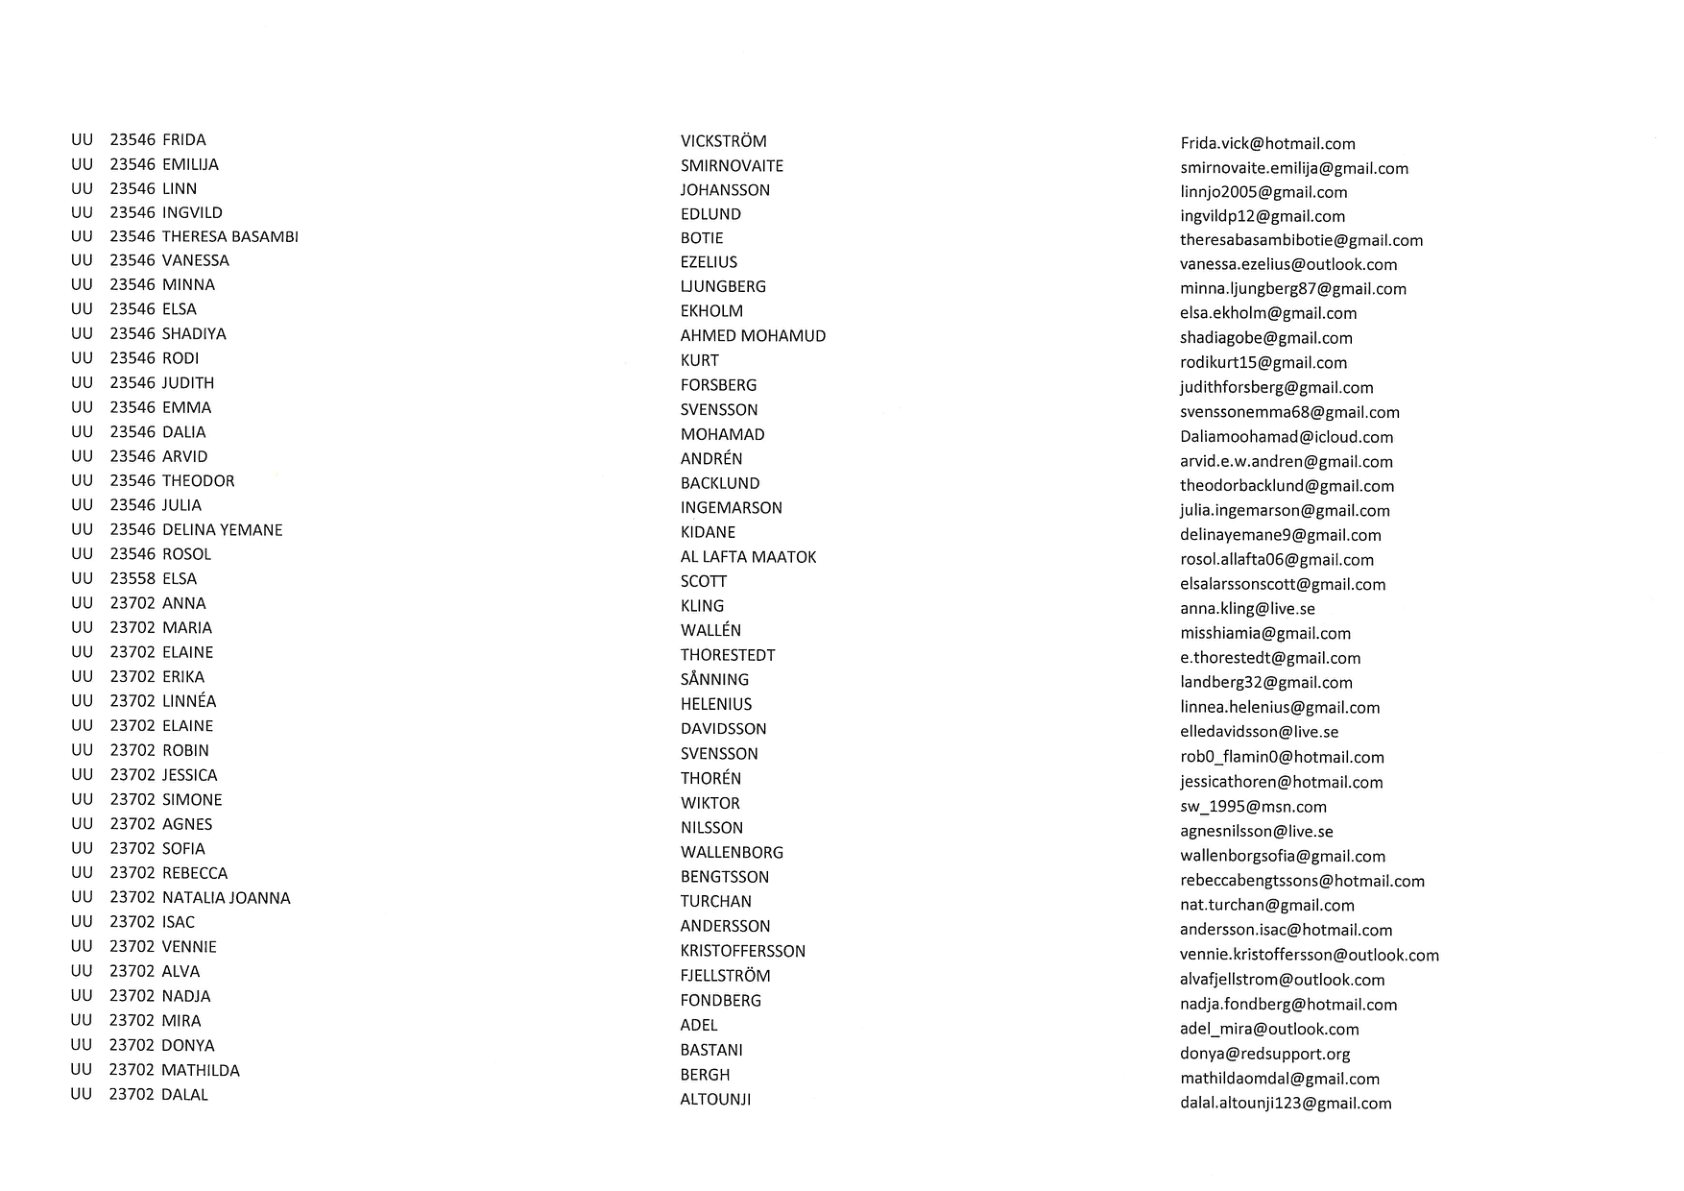 UU 23546 FRIDA VICKSTRÖM Frida.vick@hotmail.com
UU 23546 EMILIJA SMIRNOVAITE smirnovaite.emilija@gmail.com
UU 23546 LINN JOHANSSON linnjo2005@gmail.com
UU 23546 INGVILD EDLUND ingvildp12@gmail.com
UU 23546 THERESA BASAMBI BOTIE theresabasambibotie@gmail.com
UU 23546 VANESSA EZELIUS vanessa.ezelius@outlook.com
UU 23546 MINNA LJUNGBERG minna.ljungberg87@gmail.com
UU 23546 ELSA EKHOLM elsa.ekholm@gmail.com
UU 23546 SHADIYA AHMED MOHAMUD shadiagobe@gmail.com
UU 23546 RODI KURT rodikurt15@gmail.com
UU 23546 JUDITH FORSBERG judithforsberg@gmail.com
UU 23546 EMMA SVENSSON svenssonemma68@gmail.com
UU 23546 DALIA MOHAMAD Daliamoohamad@icloud.com
UU 23546 ARVID ANDRÉN arvid.e.w.andren@gmail.com
UU 23546 THEODOR BACKLUND theodorbacklund@gmail.com
UU 23546 JULIA INGEMARSON julia.ingemarson@gmail.com
UU 23546 DELINA YEMANE KIDANE delinayemane9@gmail.com
UU 23546 ROSOL AL LAFTA MAATOK rosol.allafta06@gmail.com
UU 23558 ELSA SCOTT elsalarssonscott@gmail.com
UU 23702 ANNA KLING anna.kling@live.se
UU 23702 MARIA WALLÉN misshiamia@gmail.com
UU 23702 ELAINE THORESTEDT e.thorestedt@gmail.com
UU 23702 ERIKA SÅNNING landberg32@gmail.com
UU 23702 LINNÉA HELENIUS linnea.helenius@gmail.com
UU 23702 ELAINE DAVIDSSON elledavidsson@live.se
UU 23702 ROBIN SVENSSON rob0_flamin0@hotmail.com
UU 23702 JESSICA THORÉN jessicathoren@hotmail.com
UU 23702 SIMONE WIKTOR sw_1995@msn.com
UU 23702 AGNES NILSSON agnesnilsson@live.se
UU 23702 SOFIA WALLENBORG wallenborgsofia@gmail.com
UU 23702 REBECCA BENGTSSON rebeccabengtssons@hotmail.com
UU 23702 NATALIA JOANNA TURCHAN nat.turchan@gmail.com
UU 23702 ISAC ANDERSSON andersson.isac@hotmail.com
UU 23702 VENNIE KRISTOFFERSSON vennie.kristoffersson@outlook.com
UU 23702 ALVA FJELLSTRÖM alvafjellstrom@outlook.com
UU 23702 NADJA FONDBERG nadja.fondberg@hotmail.com
UU 23702 MIRA ADEL adel_mira@outlook.com
UU 23702 DONYA BASTANI donya@redsupport.org
UU 23702 MATHILDA BERGH mathildaomdal@gmail.com
UU 23702 DALAL ALTOUNJI dalal.altounji123@gmail.com